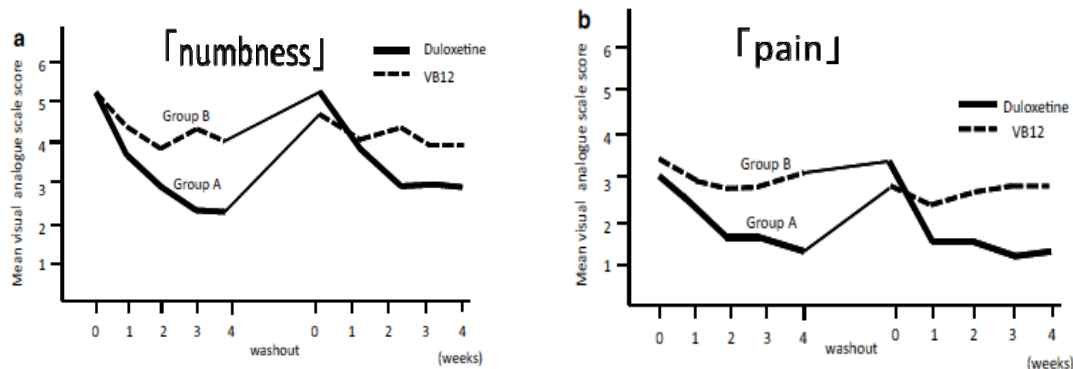 a
「numbness」
Duloxetine
VB12
Mean visual analogue scale score
6
5
4
3
2
1
Group B
Group A
0 1 2 3 4 0 1 2 3 4
washout
(weeks)
b
「pain」
Duloxetine
VB12
Mean visual analogue scale score
6
5
4
3
2
1
Group B
Group A
0 1 2 3 4 0 1 2 3 4
washout
(weeks)